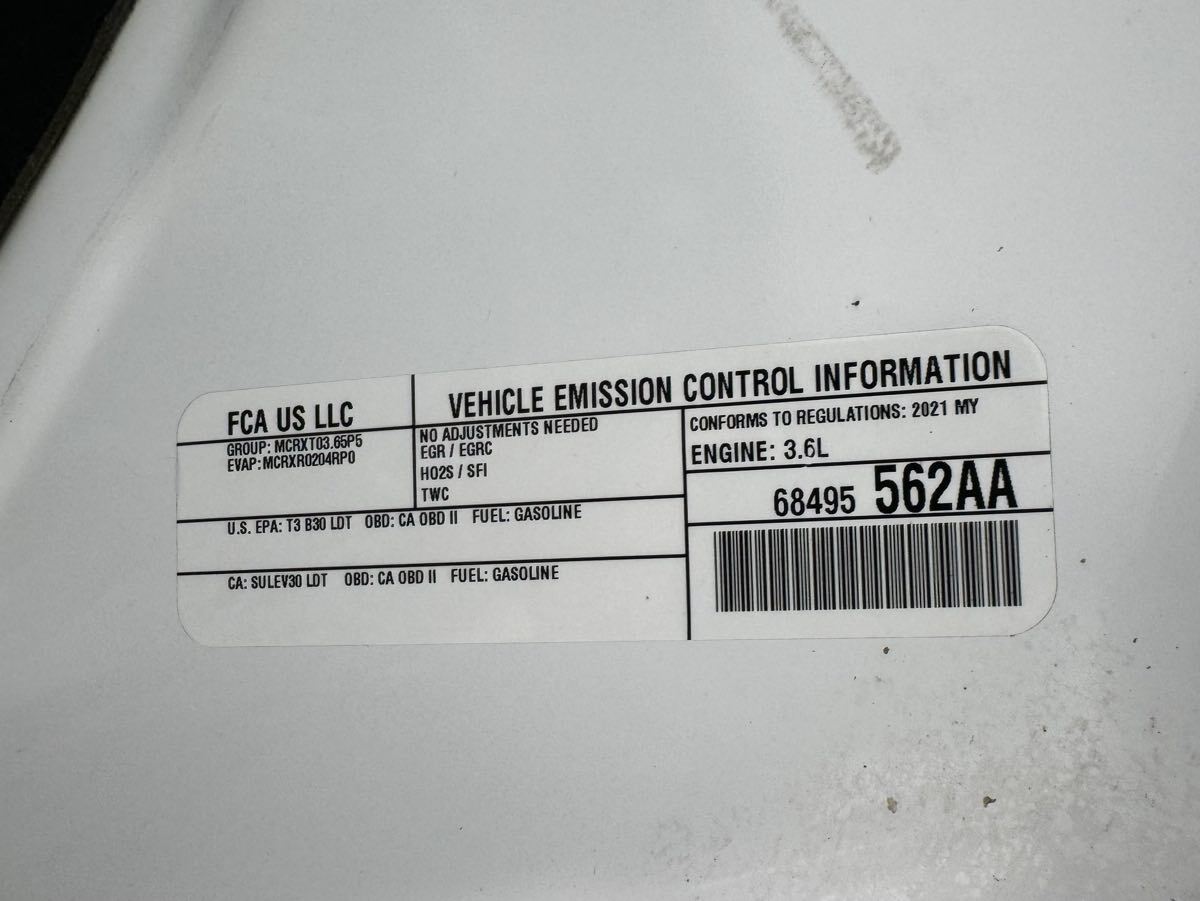 FCA US LLC
VEHICLE EMISSION CONTROL INFORMATION
GROUP: MCRXT03.65P5
EVAP: MCRXR0204RP0
NO ADJUSTMENTS NEEDED
EGR / EGRC
HO2S / SFI
TWC
CONFORMS TO REGULATIONS: 2021 MY
ENGINE: 3.6L
68495 562AA
U.S. EPA: T3 B30 LDT OBD: CA OBD II FUEL: GASOLINE
CA: SULEV30 LDT OBD: CA OBD II FUEL: GASOLINE